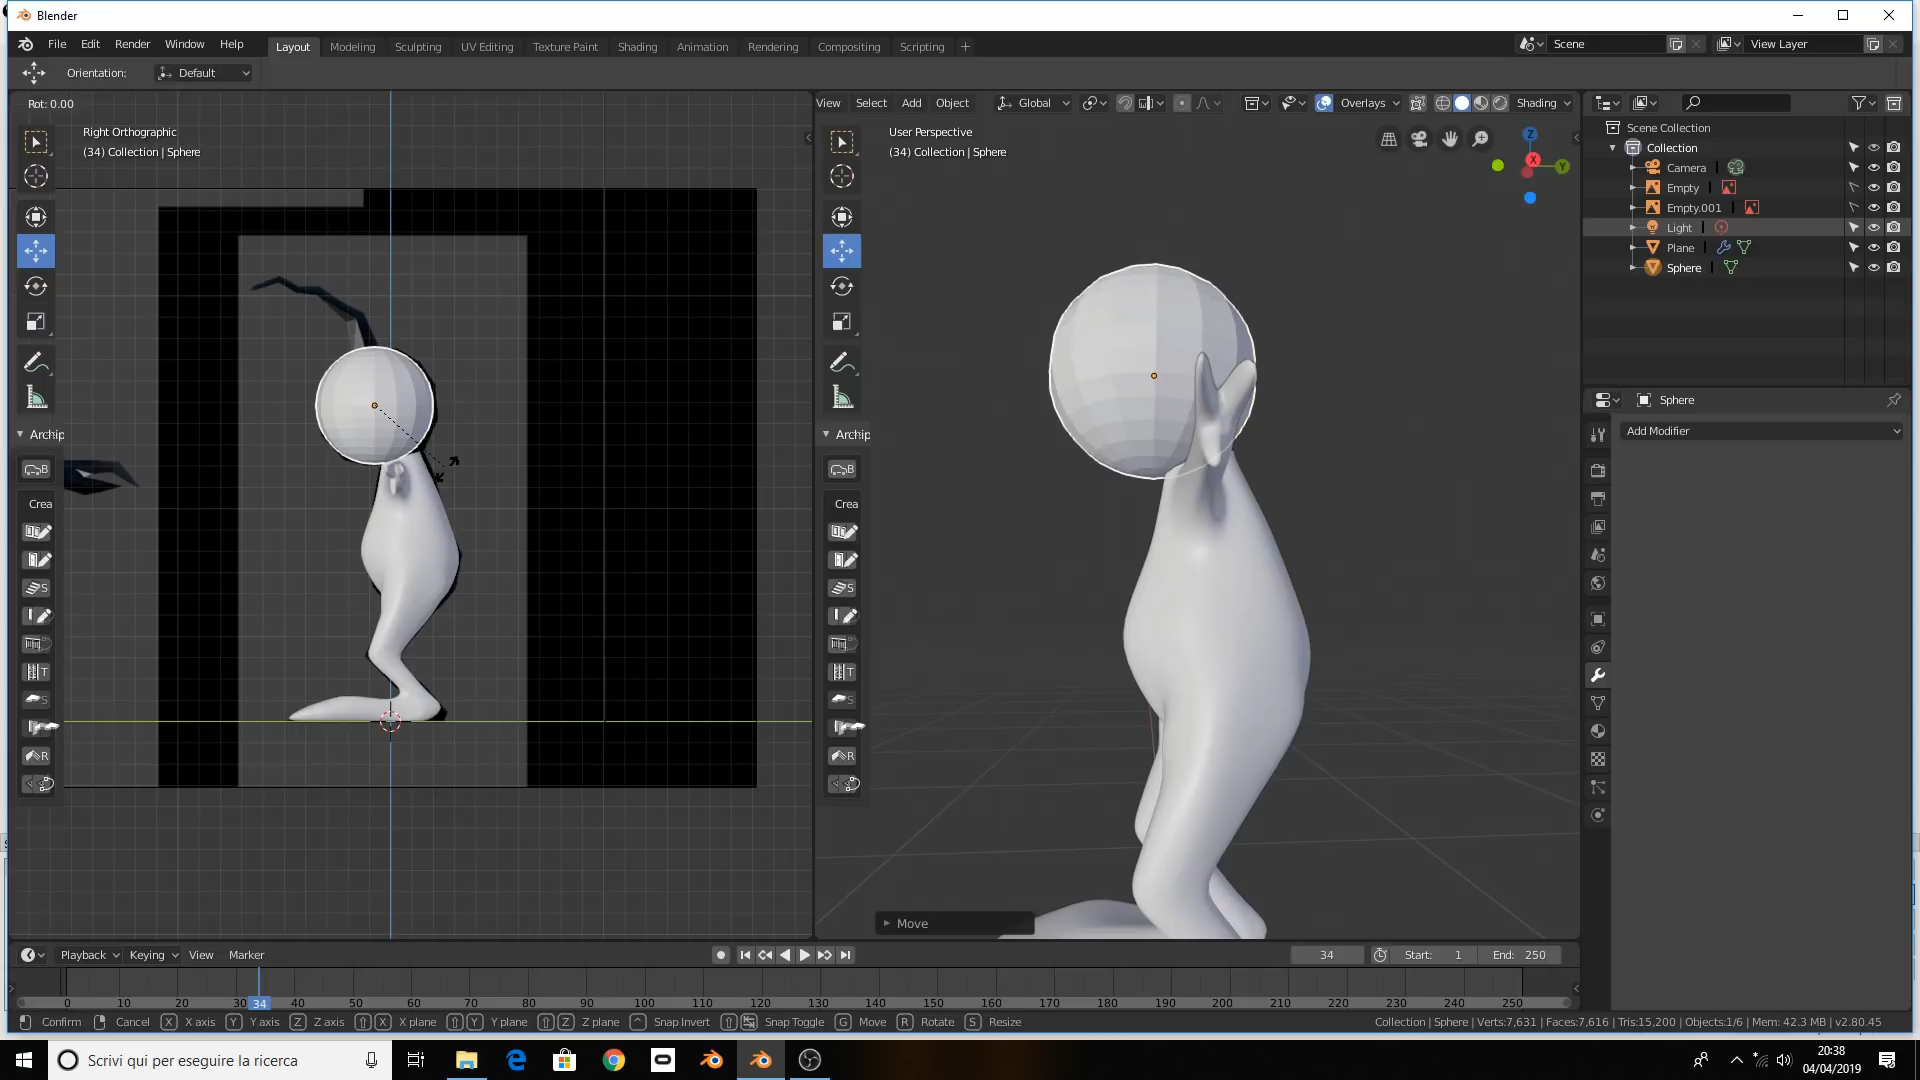 Blender
File Edit Render Window Help
Layout Modeling Sculpting UV Editing Texture Paint Shading Animation Rendering Compositing Scripting +
Scene
View Layer
Orientation: Default
Rot: 0.00
View Select Add Object Global Overlays Shading
Right Orthographic
(34) Collection | Sphere
User Perspective
(34) Collection | Sphere
Z
X
Y
Scene Collection
Collection
Camera
Empty
Empty.001
Light
Plane
Sphere
Sphere
Add Modifier
Archip
B
Crea
S
T
S
R
Archip
B
Crea
S
T
S
R
Move
Playback Keying View Marker
34 Start: 1 End: 250
0 10 20 30 34 40 50 60 70 80 90 100 110 120 130 140 150 160 170 180 190 200 210 220 230 240 250
Confirm Cancel X X axis Y Y axis Z Z axis X X plane Y Y plane Z Z plane ^ Snap Invert Snap Toggle G Move R Rotate S Resize
Collection | Sphere | Verts:7,631 | Faces:7,616 | Tris:15,200 | Objects:1/6 | Mem: 42.3 MB | v2.80.45
Scrivi qui per eseguire la ricerca
20:38
04/04/2019